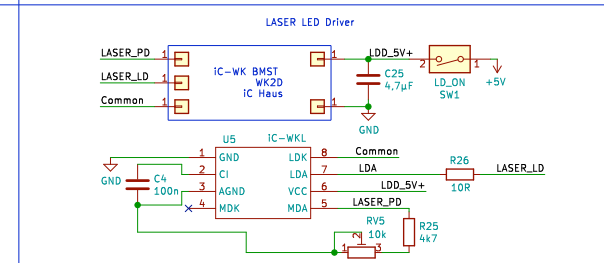 LASER LED Driver
LASER_PD 1 1 LDD_5V+
iC-WK BMST
LASER_LD 1 WK2D
iC Haus
Common 1 1
C25
4,7µF
GND
2 1
LD_ON
SW1
+5V
U5 iC-WKL
1 GND LDK 8 Common
2 CI LDA 7 LDA
3 AGND VCC 6 LDD_5V+
4 MDK MDA 5 LASER_PD
GND
C4
100n
R26 LASER_LD
10R
RV5
10k
1 2 3
R25
4k7